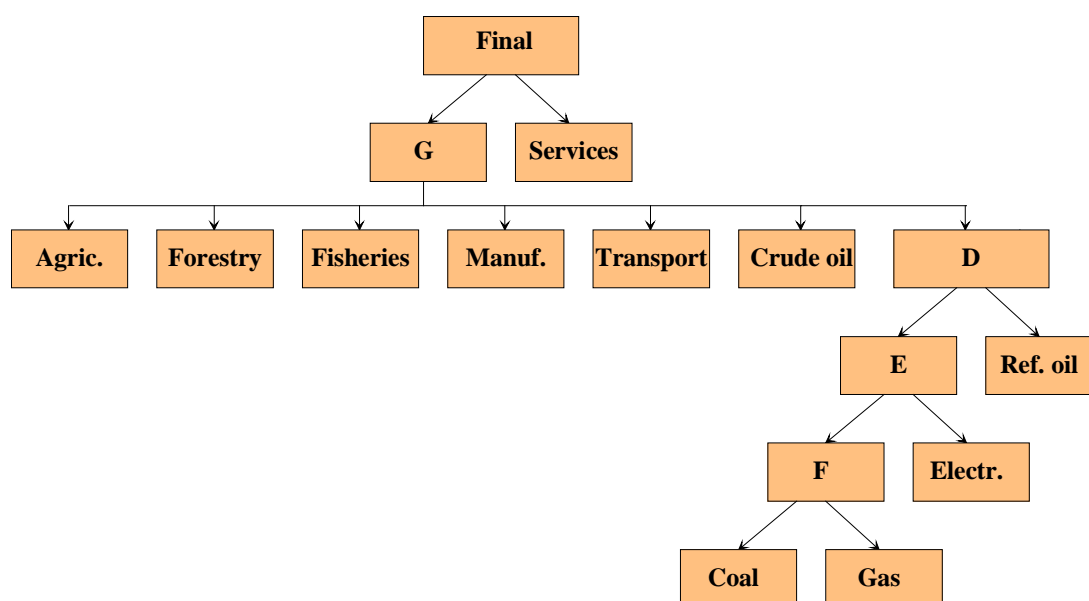 Final
G
Services
Agric.
Forestry
Fisheries
Manuf.
Transport
Crude oil
D
E
Ref. oil
F
Electr.
Coal
Gas